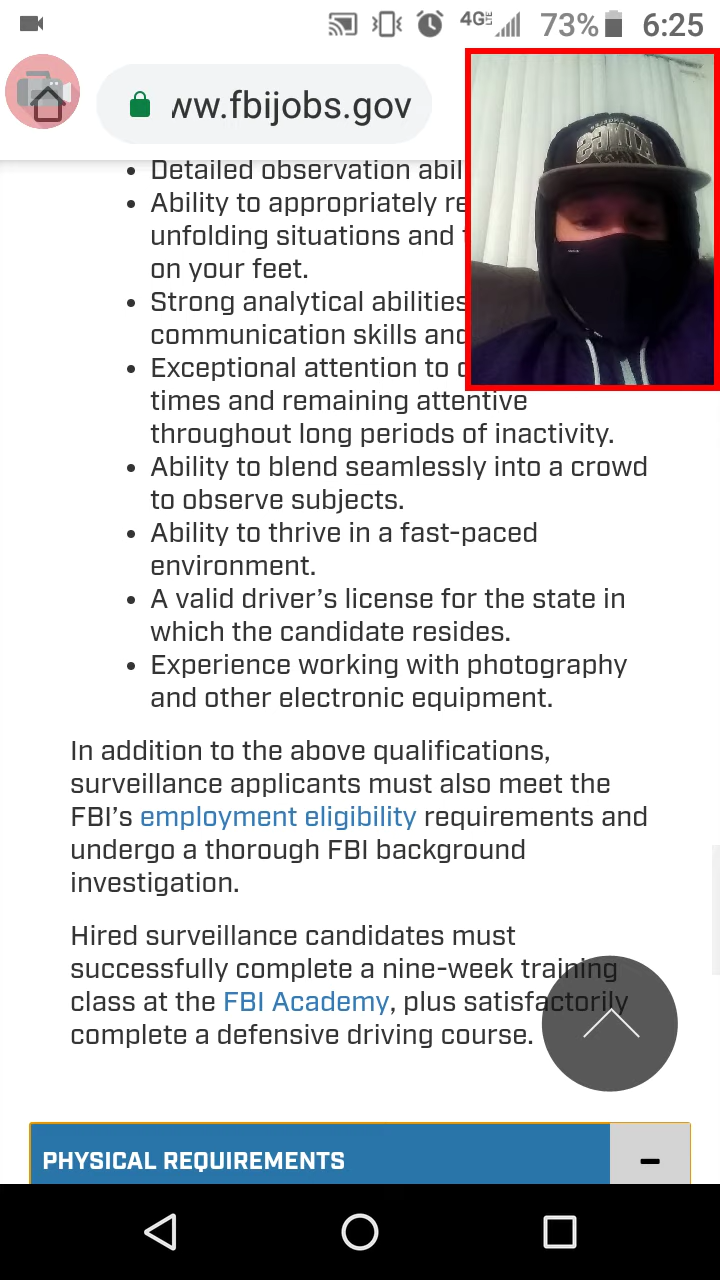 4G LTE 73% 6:25
ww.fbijobs.gov
• Detailed observation abil
• Ability to appropriately re
unfolding situations and
on your feet.
• Strong analytical abilities
communication skills and
• Exceptional attention to
times and remaining attentive
throughout long periods of inactivity.
• Ability to blend seamlessly into a crowd
to observe subjects.
• Ability to thrive in a fast-paced
environment.
• A valid driver’s license for the state in
which the candidate resides.
• Experience working with photography
and other electronic equipment.
In addition to the above qualifications,
surveillance applicants must also meet the
FBI’s employment eligibility requirements and
undergo a thorough FBI background
investigation.
Hired surveillance candidates must
successfully complete a nine-week training
class at the FBI Academy, plus satisfactorily
complete a defensive driving course.
PHYSICAL REQUIREMENTS